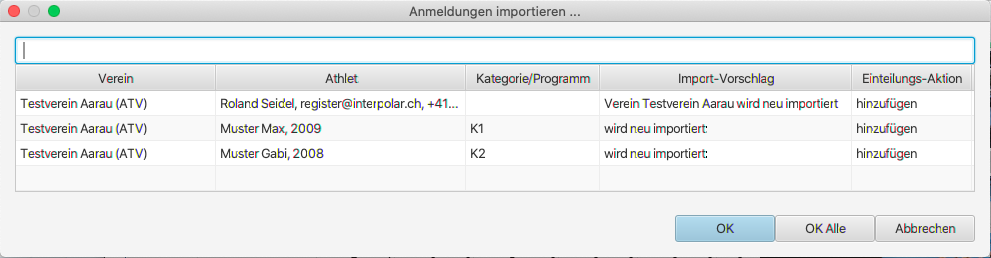 Anmeldungen importieren ...
Verein Athlet Kategorie/Programm Import-Vorschlag Einteilungs-Aktion
Testverein Aarau (ATV) Roland Seidel, register@interpolar.ch, +41... Verein Testverein Aarau wird neu importiert hinzufügen
Testverein Aarau (ATV) Muster Max, 2009 K1 wird neu importiert: hinzufügen
Testverein Aarau (ATV) Muster Gabi, 2008 K2 wird neu importiert: hinzufügen
OK OK Alle Abbrechen